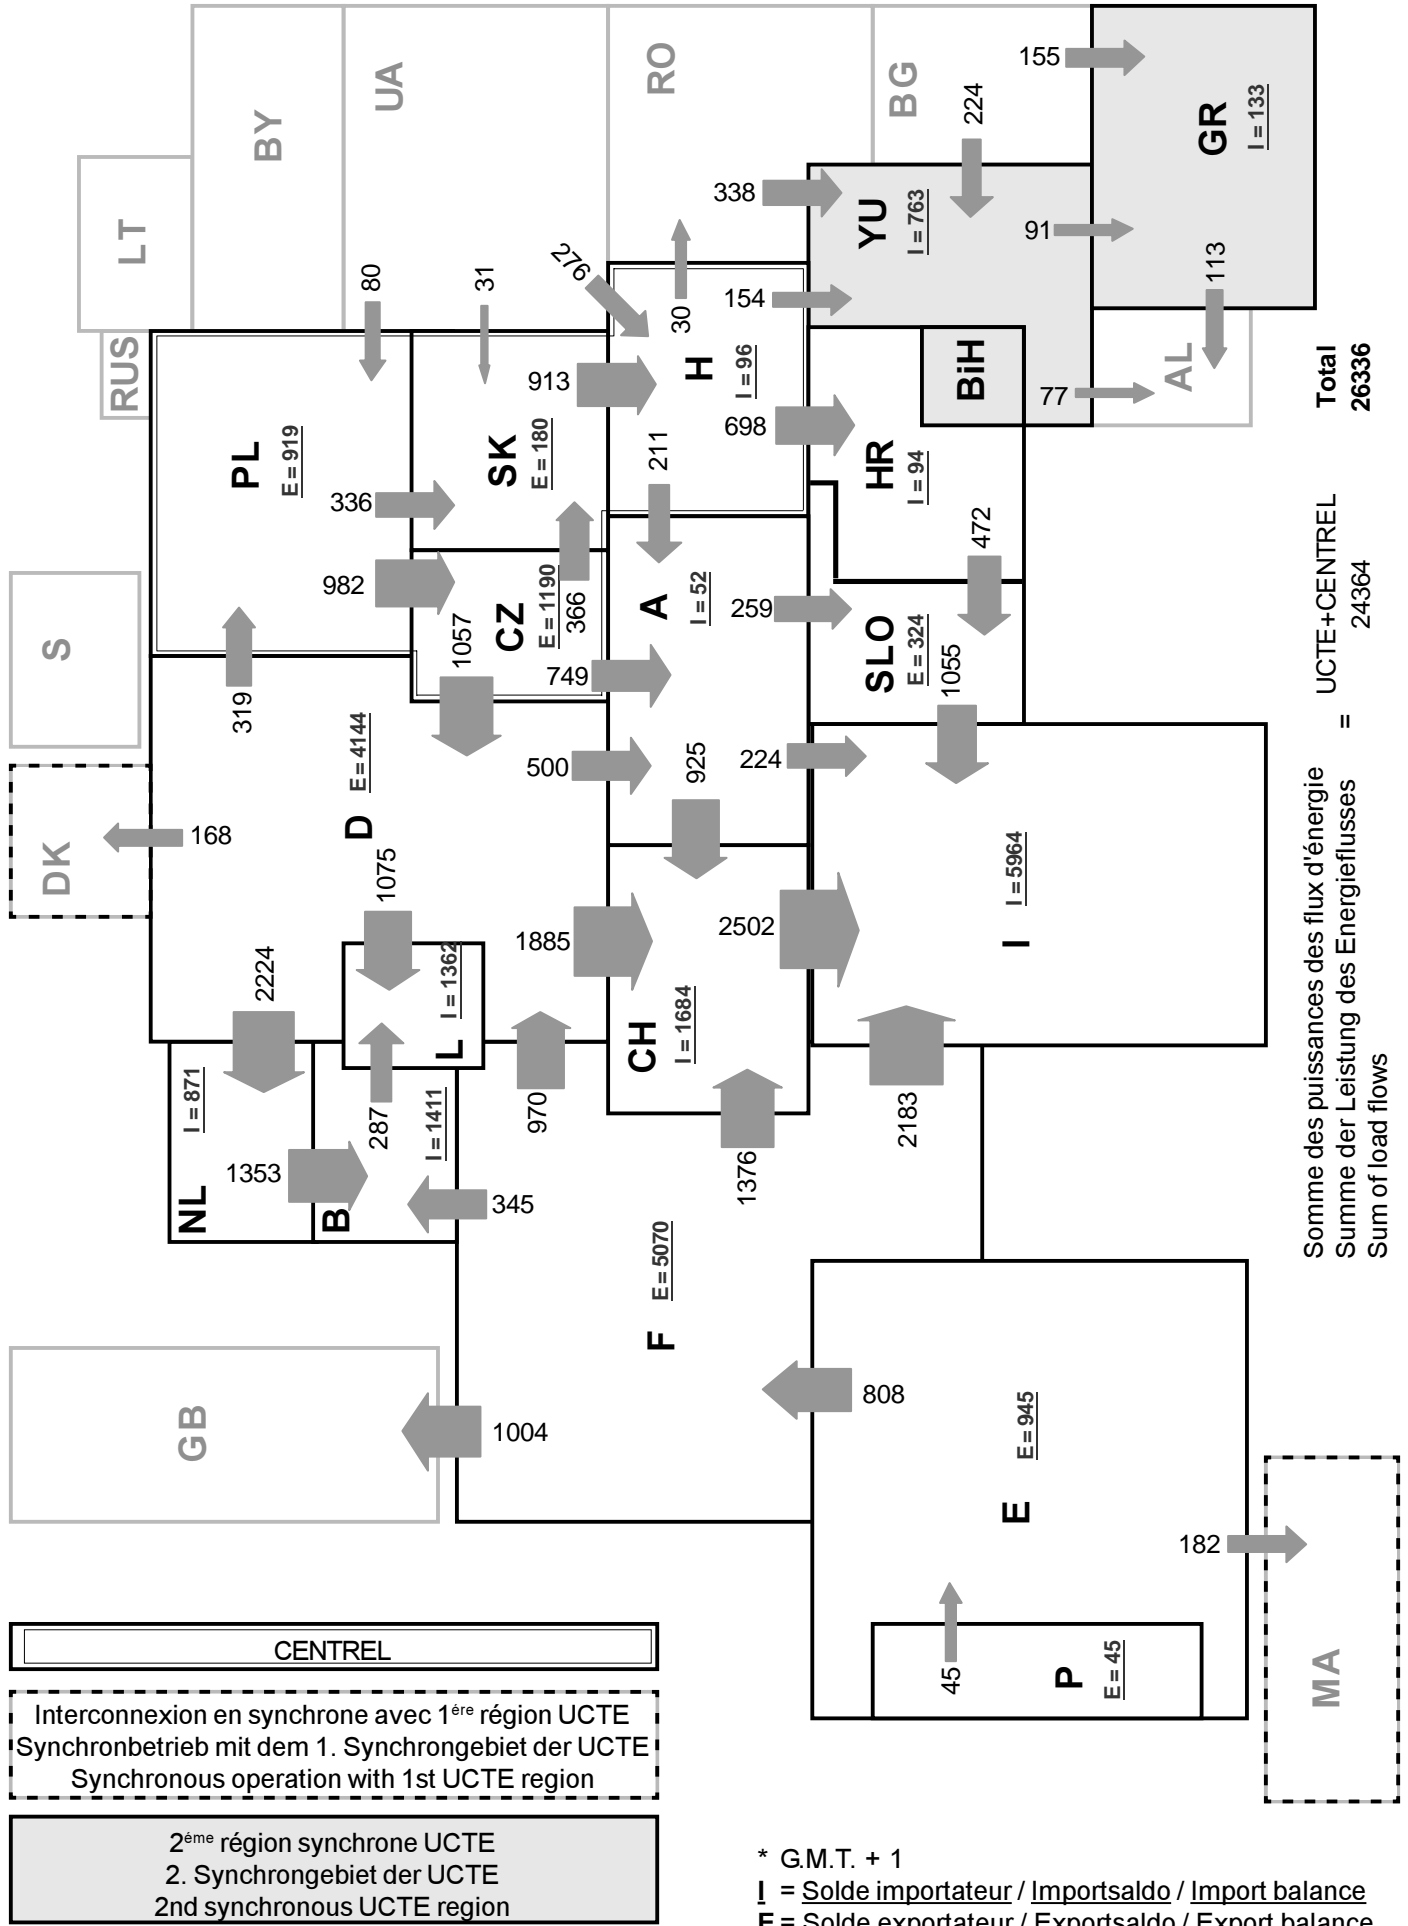 155
RO
UA
BG
224
BY
GR
I = 133
338
YU
I = 763
LT
91
276
113
80
31
30
154
RUS
H
I = 96
BiH
AL
Total
26336
913
77
PL
E = 919
SK
E = 180
698
HR
I = 94
211
336
472
982
CZ
E = 1190
366
A
I = 52
259
UCTE+CENTREL
24364
=
S
1057
SLO
E = 324
1055
749
319
D
E = 4144
500
925
224
DK
168
1075
I
I = 5964
Somme des puissances des flux d'énergie
Summe der Leistung des Energieflusses
Sum of load flows
2224
1885
2502
L
I = 1362
CH
I = 1684
NL
I = 871
287
I = 1411
970
2183
1353
1376
B
345
F
E = 5070
GB
1004
808
E
E = 945
182
45
P
E = 45
MA
CENTREL
Interconnexion en synchrone avec 1ére région UCTE
Synchronbetrieb mit dem 1. Synchrongebiet der UCTE
Synchronous operation with 1st UCTE region
2éme région synchrone UCTE
2. Synchrongebiet der UCTE
2nd synchronous UCTE region
* G.M.T. + 1
I = Solde importateur / Importsaldo / Import balance
E = Solde exportateur / Exportsaldo / Export balance